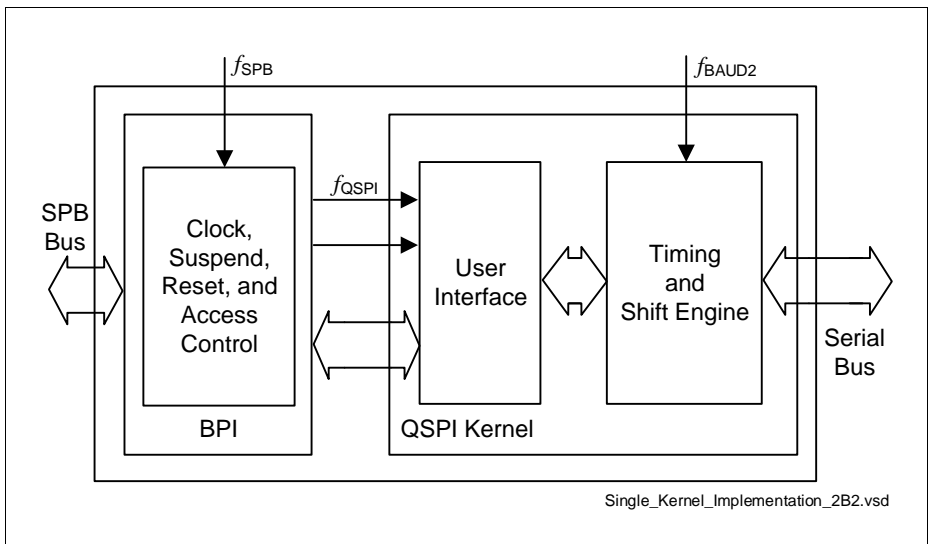 fSPB
fBAUD2
SPB
Bus
Clock,
Suspend,
Reset, and
Access
Control
BPI
fQSPI
User
Interface
QSPI Kernel
Timing
and
Shift Engine
Serial
Bus
Single_Kernel_Implementation_2B2.vsd